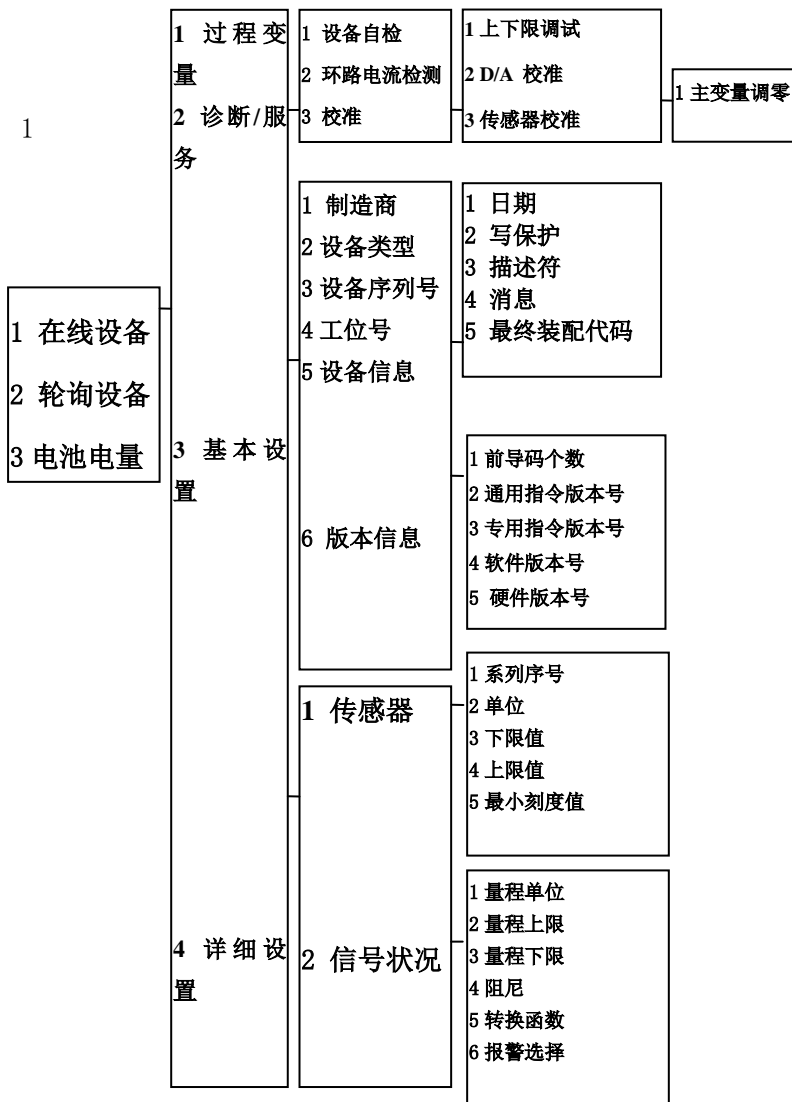 1
1 在线设备
2 轮询设备
3 电池电量
1 过程变
量
2 诊断/服
务
3 基本设
置
4 详细设
置
1 设备自检
2 环路电流检测
3 校准
1 上下限调试
2 D/A 校准
3 传感器校准
1 主变量调零
1 制造商
2 设备类型
3 设备序列号
4 工位号
5 设备信息
6 版本信息
1 日期
2 写保护
3 描述符
4 消息
5 最终装配代码
1 前导码个数
2 通用指令版本号
3 专用指令版本号
4 软件版本号
5 硬件版本号
1 传感器
2 信号状况
1 系列序号
2 单位
3 下限值
4 上限值
5 最小刻度值
1 量程单位
2 量程上限
3 量程下限
4 阻尼
5 转换函数
6 报警选择